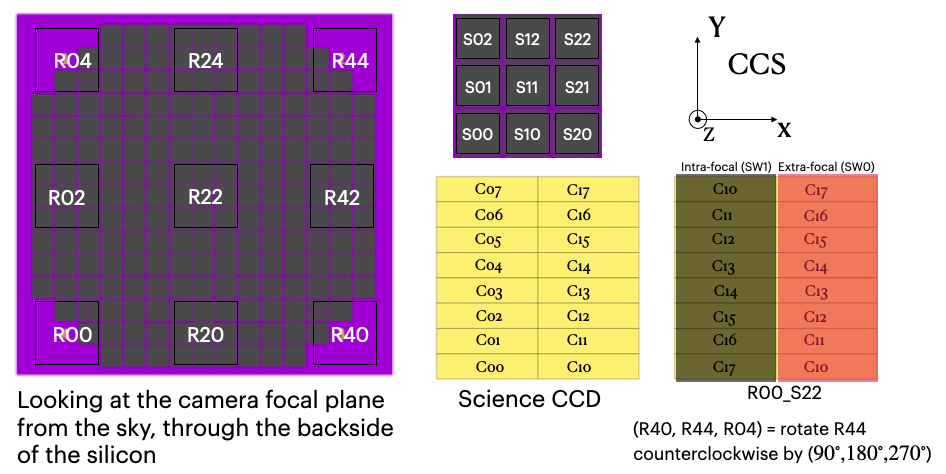 R04 R24 R44
R02 R22 R42
R00 R20 R40
Looking at the camera focal plane
from the sky, through the backside
of the silicon
S02 S12 S22
S01 S11 S21
S00 S10 S20
C07 C17
C06 C16
C05 C15
C04 C14
C03 C13
C02 C12
C01 C11
C00 C10
Science CCD
Y
CCS
Z X
Intra-focal (SW1) Extra-focal (SW0)
C10 C17
C11 C16
C12 C15
C13 C14
C14 C13
C15 C12
C16 C11
C17 C10
R00_S22
(R40, R44, R04) = rotate R44
counterclockwise by (90°,180°,270°)